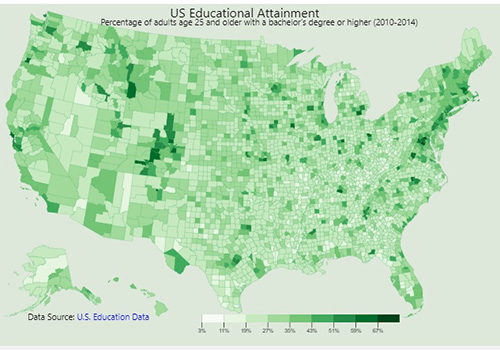 US Educational Attainment
Percentage of adults age 25 and older with a bachelor's degree or higher (2010-2014)
Data Source: U.S. Education Data
3% 11% 19% 27% 35% 43% 51% 59% 67%